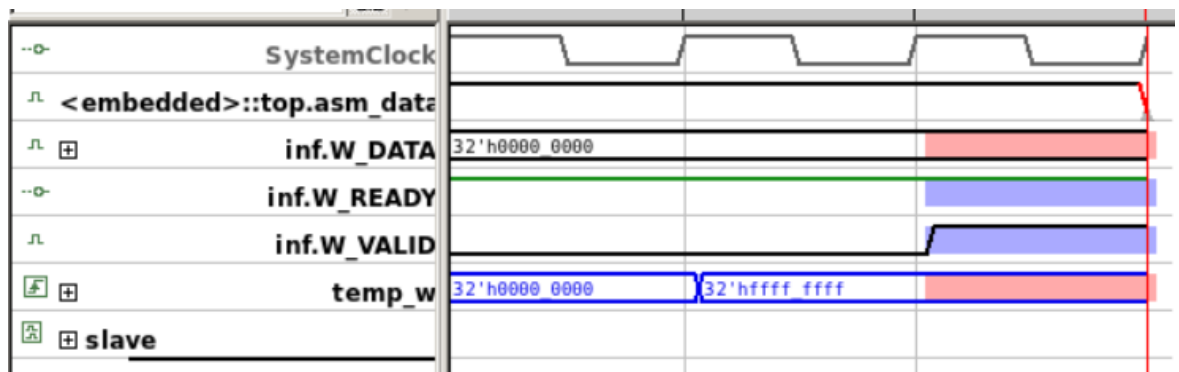 SystemClock
<embedded>::top.asm_data
inf.W_DATA 32'h0000_0000
inf.W_READY
inf.W_VALID
temp_w 32'h0000_0000 32'hffff_ffff
slave